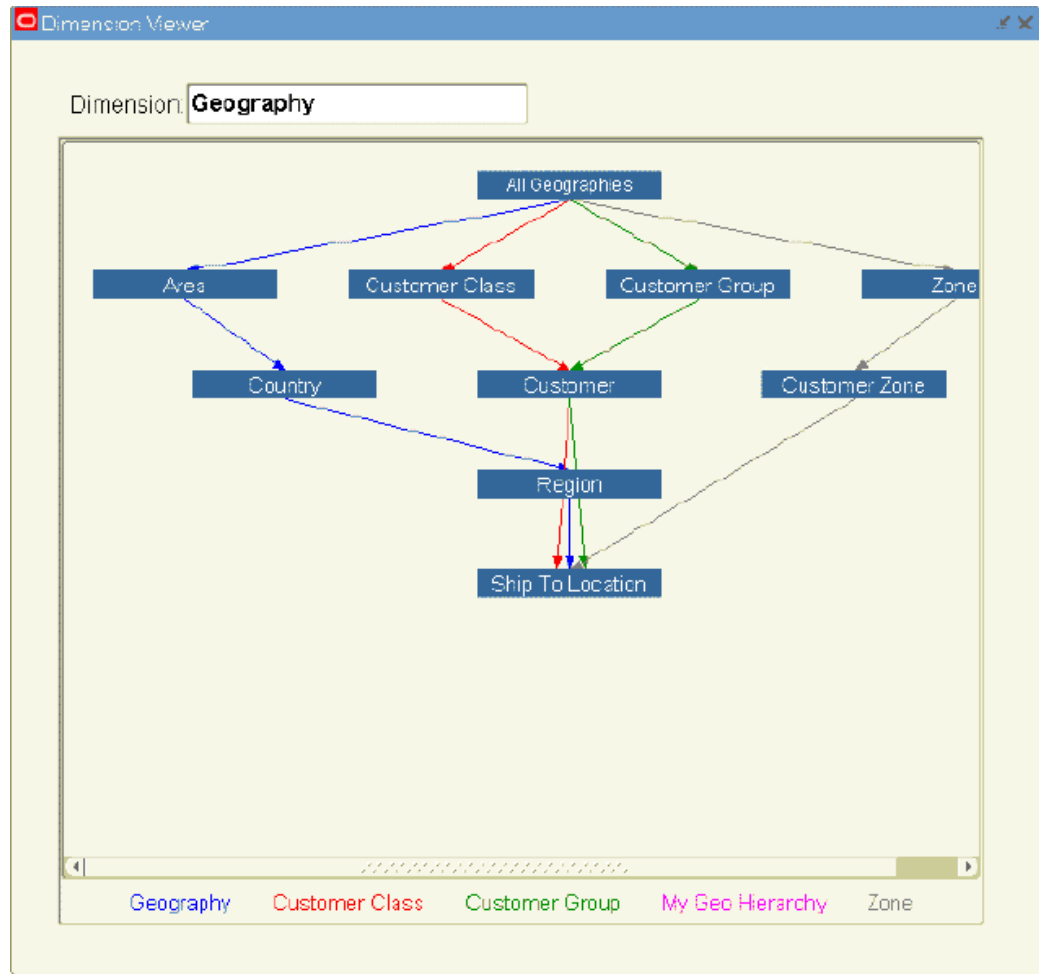 Dimension Viewer
Dimension: Geography
All Geographies
Area Customer Class Customer Group Zone
Country Customer Customer Zone
Region
Ship To Location
Geography Customer Class Customer Group My Geo Hierarchy Zone